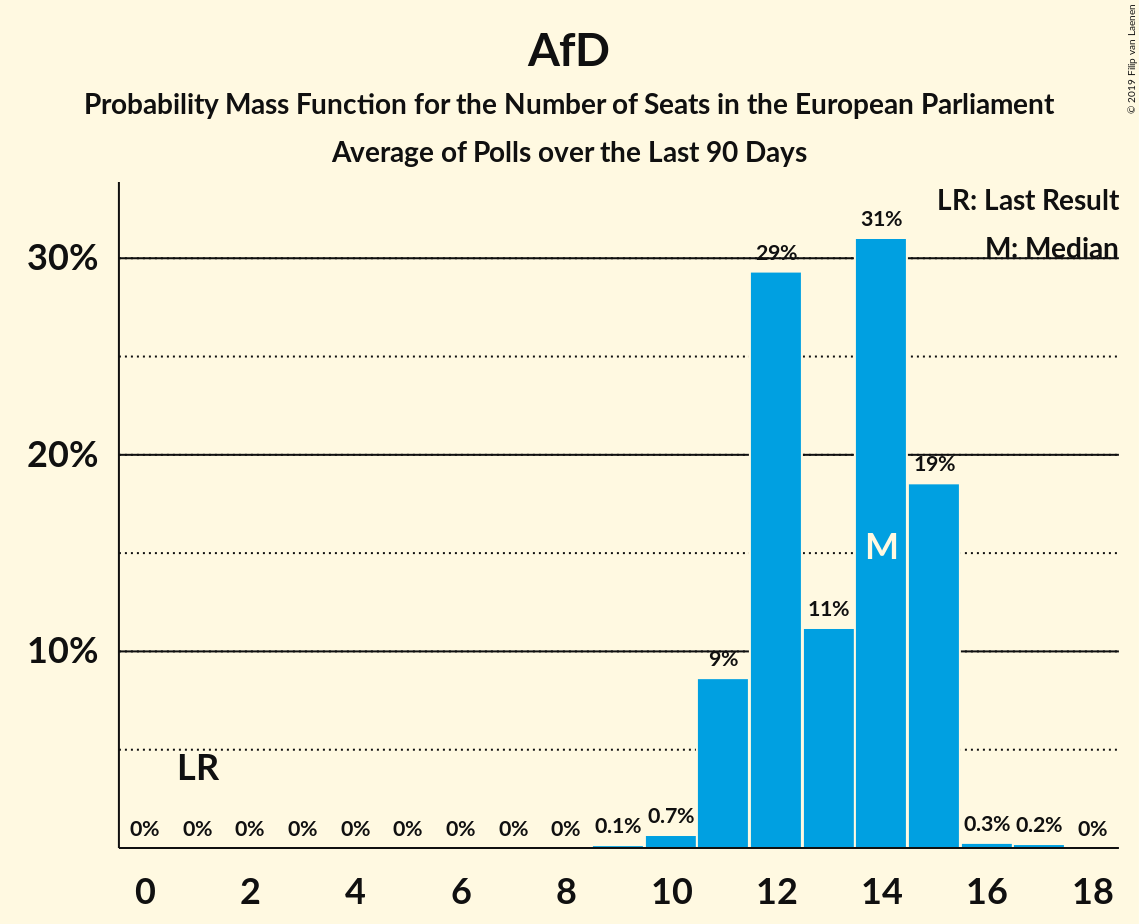 AfD
Probability Mass Function for the Number of Seats in the European Parliament
Average of Polls over the Last 90 Days
© 2019 Filip van Laenen
LR: Last Result
M: Median
30%
20%
10%
31%
29%
19%
M
11%
9%
LR
0% 0% 0% 0% 0% 0% 0% 0% 0% 0.1% 0.7% 0.3% 0.2% 0%
0 2 4 6 8 10 12 14 16 18